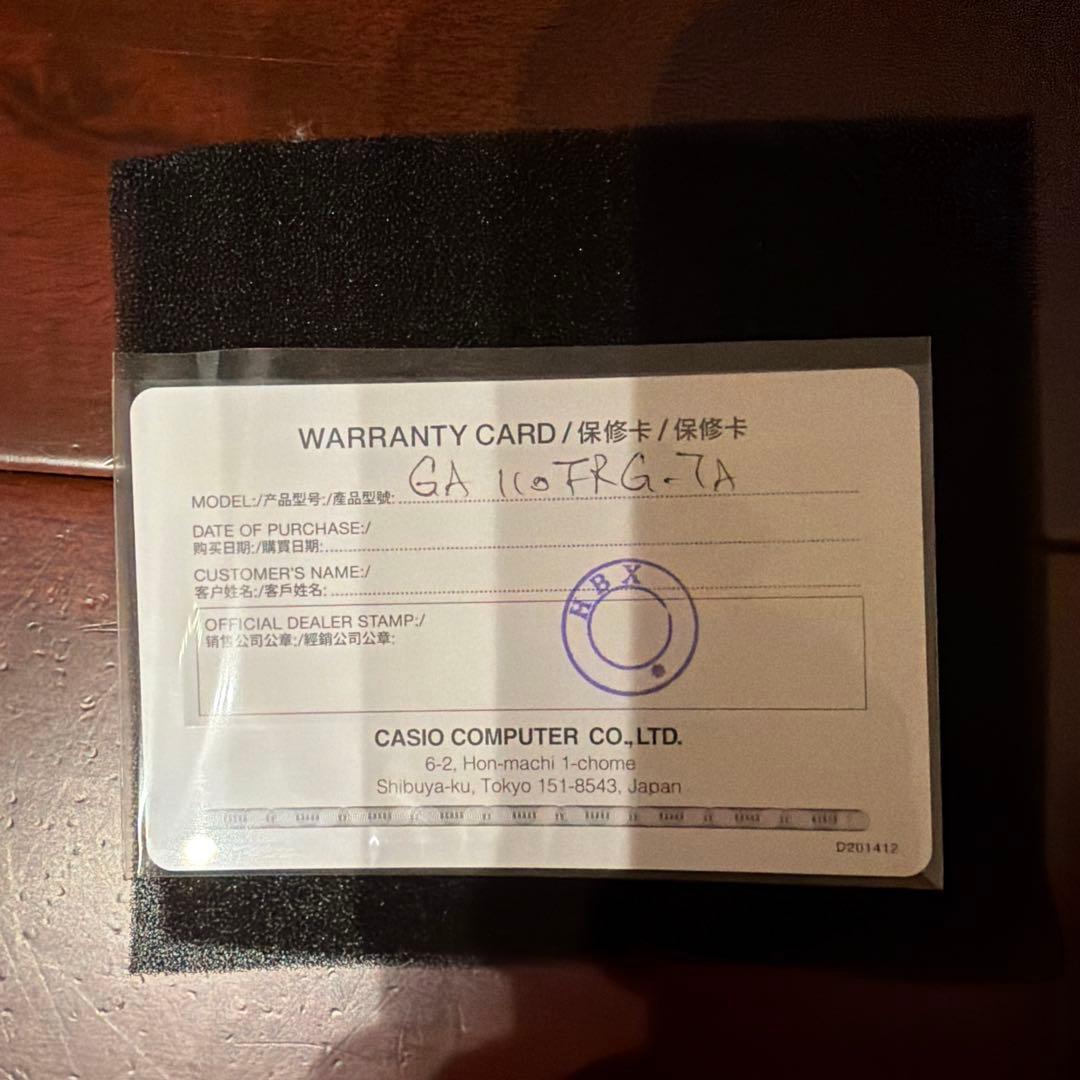 WARRANTY CARD/保修卡/保修卡
MODEL:/产品型号:/產品型號: GA 110FRG-7A
DATE OF PURCHASE:/
购买日期:/購買日期:
CUSTOMER'S NAME:/
客户姓名:/客戶姓名:
HBX
OFFICIAL DEALER STAMP:/
销售公司公章:/經銷公司公章:
CASIO COMPUTER CO.,LTD.
6-2, Hon-machi 1-chome
Shibuya-ku, Tokyo 151-8543, Japan
D201412